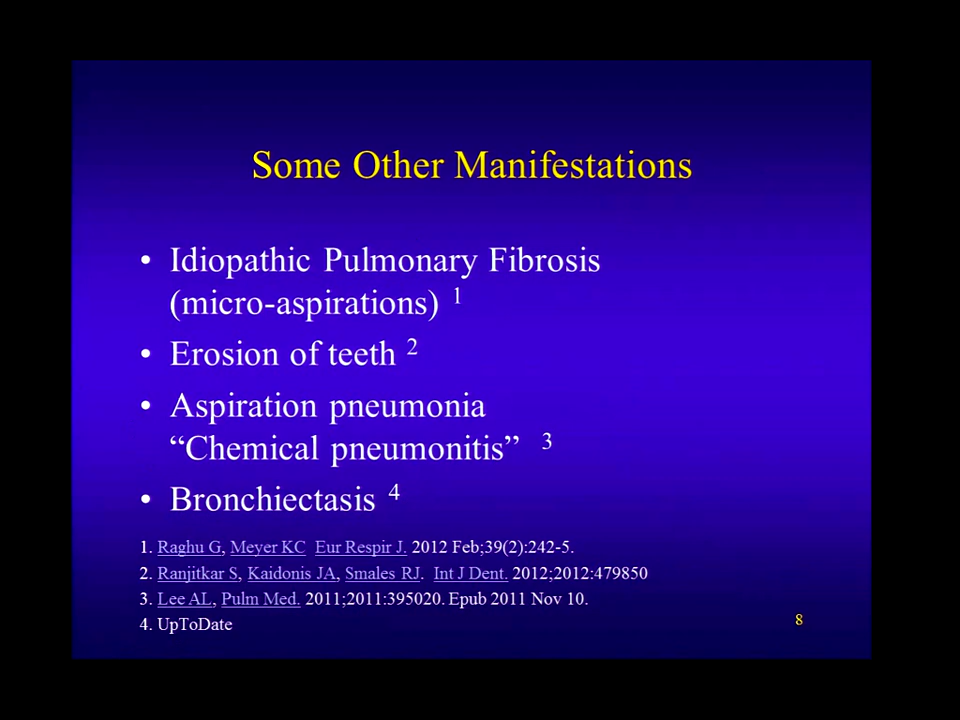 Some Other Manifestations
• Idiopathic Pulmonary Fibrosis
(micro-aspirations) 1
• Erosion of teeth 2
• Aspiration pneumonia
“Chemical pneumonitis” 3
• Bronchiectasis 4
1. Raghu G, Meyer KC Eur Respir J. 2012 Feb;39(2):242-5.
2. Ranjitkar S, Kaidonis JA, Smales RJ. Int J Dent. 2012;2012:479850
3. Lee AL, Pulm Med. 2011;2011:395020. Epub 2011 Nov 10.
4. UpToDate
8